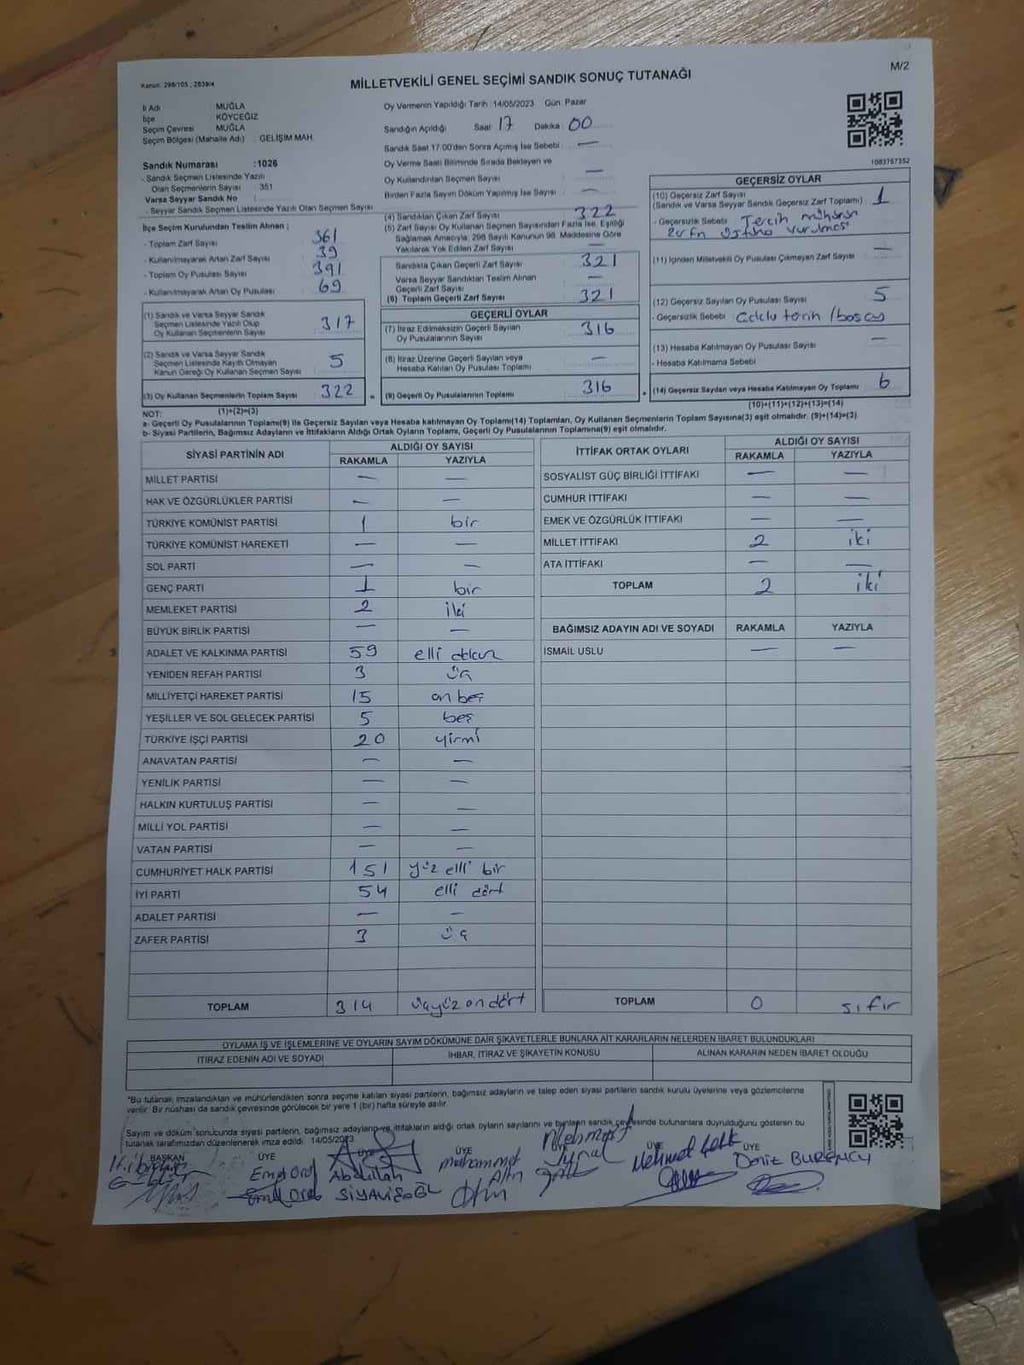 Kanun: 298/105 ; 2839/4
MİLLETVEKİLİ GENEL SEÇİMİ SANDIK SONUÇ TUTANAĞI
M/2
İl Adı : MUĞLA
İlçe : KÖYCEĞİZ
Seçim Çevresi : MUĞLA
Seçim Bölgesi (Mahalle Adı) : GELİŞİM MAH.
Sandık Numarası :1026
- Sandık Seçmen Listesinde Yazılı
Olan Seçmenlerin Sayısı : 351
Varsa Seyyar Sandık No :
- Seyyar Sandık Seçmen Listesinde Yazılı Olan Seçmen Sayısı
İlçe Seçim Kurulundan Teslim Alınan ;
- Toplam Zarf Sayısı 361
- Kullanılmayarak Artan Zarf Sayısı 39
- Toplam Oy Pusulası Sayısı 391
- Kullanılmayarak Artan Oy Pusulası 69
(1) Sandık ve Varsa Seyyar Sandık
Seçmen Listesinde Yazılı Olup
Oy Kullanan Seçmenlerin Sayısı 317
(2) Sandık ve Varsa Seyyar Sandık
Seçmen Listesinde Kayıtlı Olmayan
Kanun Gereği Oy Kullanan Seçmen Sayısı 5
(3) Oy Kullanan Seçmenlerin Toplam Sayısı 322
(1)+(2)=(3)
Oy Vermenin Yapıldığı Tarih :14/05/2023 Gün: Pazar
Sandığın Açıldığı Saat : 17 Dakika : 00
Sandık Saat 17:00'den Sonra Açılmış İse Sebebi : —
Oy Verme Saati Bitiminde Sırada Bekleyen ve
Oy Kullandırılan Seçmen Sayısı : —
Birden Fazla Sayım Döküm Yapılmış İse Sayısı : —
(4) Sandıktan Çıkan Zarf Sayısı 322
(5) Zarf Sayısı Oy Kullanan Seçmen Sayısından Fazla İse, Eşitliği
Sağlamak Amacıyla, 298 Sayılı Kanunun 98. Maddesine Göre
Yakılarak Yok Edilen Zarf Sayısı —
Sandıkta Çıkan Geçerli Zarf Sayısı 321
Varsa Seyyar Sandıktan Teslim Alınan
Geçerli Zarf Sayısı —
(6) Toplam Geçerli Zarf Sayısı 321
GEÇERLİ OYLAR
(7) İtiraz Edilmeksizin Geçerli Sayılan
Oy Pusulalarının Sayısı 316
(8) İtiraz Üzerine Geçerli Sayılan veya
Hesaba Katılan Oy Pusulası Toplamı —
= (9) Geçerli Oy Pusulalarının Toplamı 316
1083757352
GEÇERSİZ OYLAR
(10) Geçersiz Zarf Sayısı 1
(Sandık ve Varsa Seyyar Sandık Geçersiz Zarf Toplamı)
- Geçersizlik Sebebi : Tercih mührünün
zarfın üstüne vurulması
(11) İçinden Milletvekili Oy Pusulası Çıkmayan Zarf Sayısı —
(12) Geçersiz Sayılan Oy Pusulası Sayısı 5
- Geçersizlik Sebebi
(13) Hesaba Katılmayan Oy Pusulası Sayısı —
- Hesaba Katılmama Sebebi
+ (14) Geçersiz Sayılan veya Hesaba Katılmayan Oy Toplamı 6
(10)+(11)+(12)+(13)=(14)
NOT:
a- Geçerli Oy Pusulasının Toplamı(9) ile Geçersiz Sayılan veya Hesaba katılmayan Oy Toplamı(14) Toplamları, Oy Kullanan Seçmenlerin Toplam Sayısına(3) eşit olmalıdır. (9)+(14)=(3)
b- Siyasi Partilerin, Bağımsız Adayların ve İttifakların Aldığı Ortak Oyların Toplamı, Geçerli Oy Pusulalarının Toplamına(9) eşit olmalıdır.
SİYASİ PARTİNİN ADI ALDIĞI OY SAYISI
RAKAMLA YAZIYLA
MİLLET PARTİSİ — —
HAK VE ÖZGÜRLÜKLER PARTİSİ — —
TÜRKİYE KOMÜNİST PARTİSİ 1 bir
TÜRKİYE KOMÜNİST HAREKETİ — —
SOL PARTİ — —
GENÇ PARTİ 1 bir
MEMLEKET PARTİSİ 2 iki
BÜYÜK BİRLİK PARTİSİ — —
ADALET VE KALKINMA PARTİSİ 59 elli dokuz
YENİDEN REFAH PARTİSİ 3 üç
MİLLİYETÇİ HAREKET PARTİSİ 15 on beş
YEŞİLLER VE SOL GELECEK PARTİSİ 5 beş
TÜRKİYE İŞÇİ PARTİSİ 20 yirmi
ANAVATAN PARTİSİ — —
YENİLİK PARTİSİ — —
HALKIN KURTULUŞ PARTİSİ — —
MİLLİ YOL PARTİSİ — —
VATAN PARTİSİ — —
CUMHURİYET HALK PARTİSİ 151 yüz elli bir
İYİ PARTİ 54 elli dört
ADALET PARTİSİ — —
ZAFER PARTİSİ 3 üç
TOPLAM 314 üçyüz on dört
İTTİFAK ORTAK OYLARI ALDIĞI OY SAYISI
RAKAMLA YAZIYLA
SOSYALİST GÜÇ BİRLİĞİ İTTİFAKI — —
CUMHUR İTTİFAKI — —
EMEK VE ÖZGÜRLÜK İTTİFAKI — —
MİLLET İTTİFAKI 2 iki
ATA İTTİFAKI — —
TOPLAM 2 iki
BAĞIMSIZ ADAYIN ADI VE SOYADI RAKAMLA YAZIYLA
İSMAİL USLU — —
TOPLAM 0 sıfır
OYLAMA İŞ VE İŞLEMLERİNE VE OYLARIN SAYIM DÖKÜMÜNE DAİR ŞİKAYETLERLE BUNLARA AİT KARARLARIN NELERDEN İBARET BULUNDUKLARI
İTİRAZ EDENİN ADI VE SOYADI İHBAR, İTİRAZ VE ŞİKAYETİN KONUSU ALINAN KARARIN NEDEN İBARET OLDUĞU
"Bu tutanak imzalandıktan ve mühürlendikten sonra seçime katılan siyasi partilerin, bağımsız adayların ve talep eden siyasi partilerin sandık kurulu üyelerine veya gözlemcilerine
verilir. Bir nüshası da sandık çevresinde görülecek bir yere 1 (bir) hafta süreyle asılır.
Sayım ve döküm sonucunda siyasi partilerin, bağımsız adayların ve ittifakların aldığı ortak oyların sayılarını ve bunların sandık çevresinde bulunanlara duyrulduğunu gösteren bu
tutanak tarafımızdan düzenlenerek imza edildi. 14/05/2023
BAŞKAN ÜYE ÜYE ÜYE ÜYE ÜYE
Abdullah
Muhammed
Mehmet
Mehmet
Deniz BURENCY